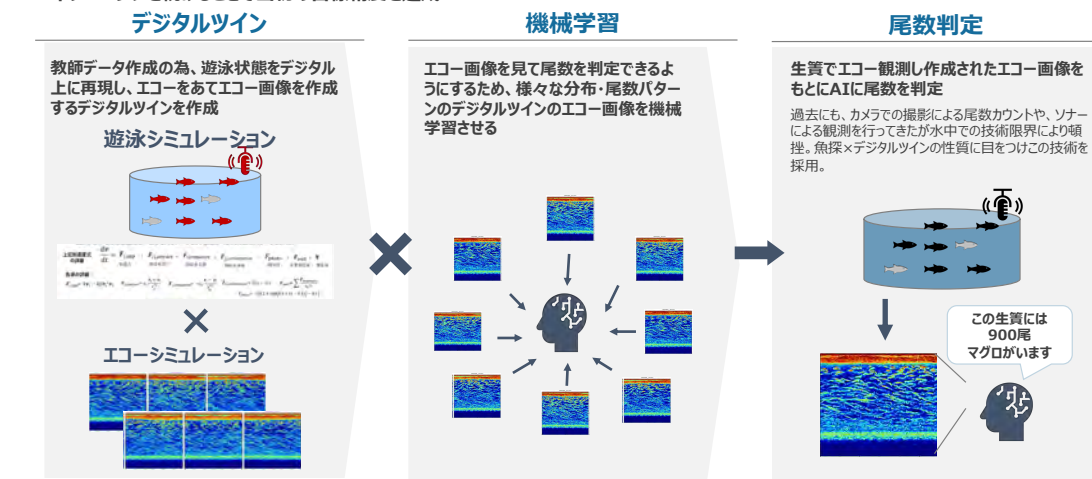 デジタルツイン
教師データ作成の為、遊泳状態をデジタル
上に再現し、エコーをあてエコー画像を作成
するデジタルツインを作成
遊泳シミュレーション
エコーシミュレーション
機械学習
エコー画像を見て尾数を判定できるよ
うにするため、様々な分布・尾数パター
ンのデジタルツインのエコー画像を機械
学習させる
尾数判定
生簀でエコー観測し作成されたエコー画像を
もとにAIに尾数を判定
過去にも、カメラでの撮影による尾数カウントや、ソナー
による観測を行ってきたが水中での技術限界により頓
挫。魚探×デジタルツインの性質に目をつけこの技術を
採用。
この生簀には
900尾
マグロがいます